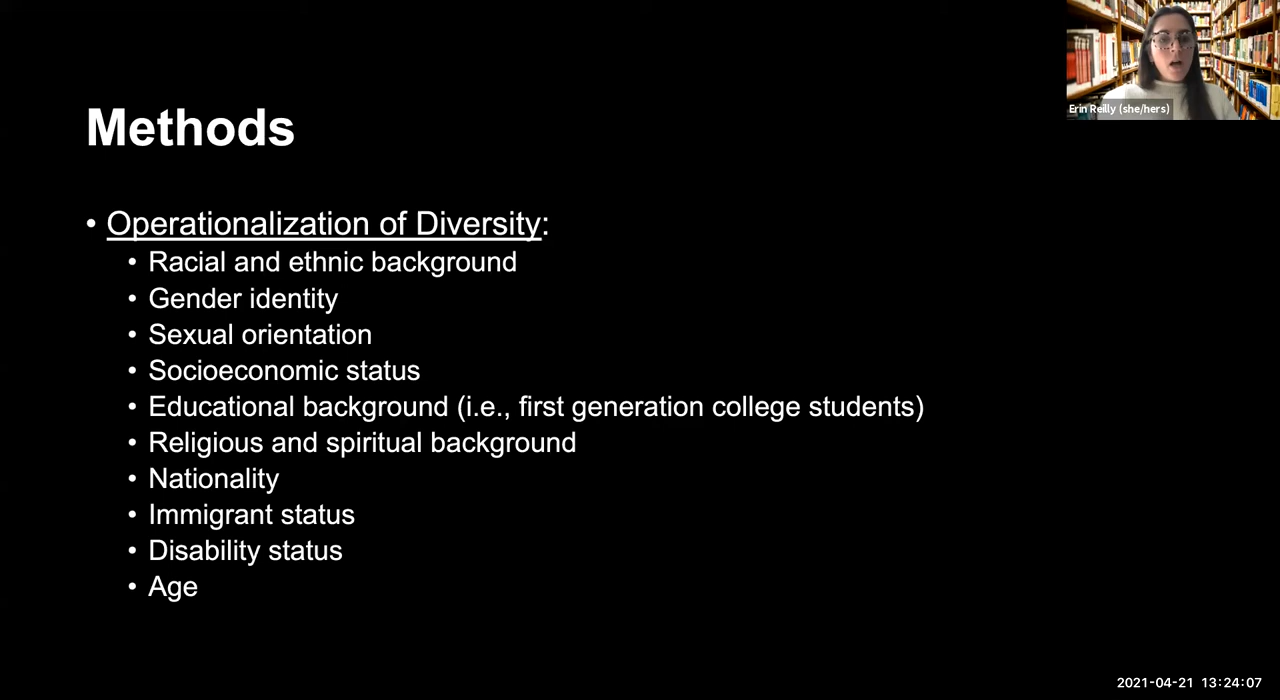 Erin Reilly (she/hers)
Methods
• Operationalization of Diversity:
• Racial and ethnic background
• Gender identity
• Sexual orientation
• Socioeconomic status
• Educational background (i.e., first generation college students)
• Religious and spiritual background
• Nationality
• Immigrant status
• Disability status
• Age
2021-04-21 13:24:07